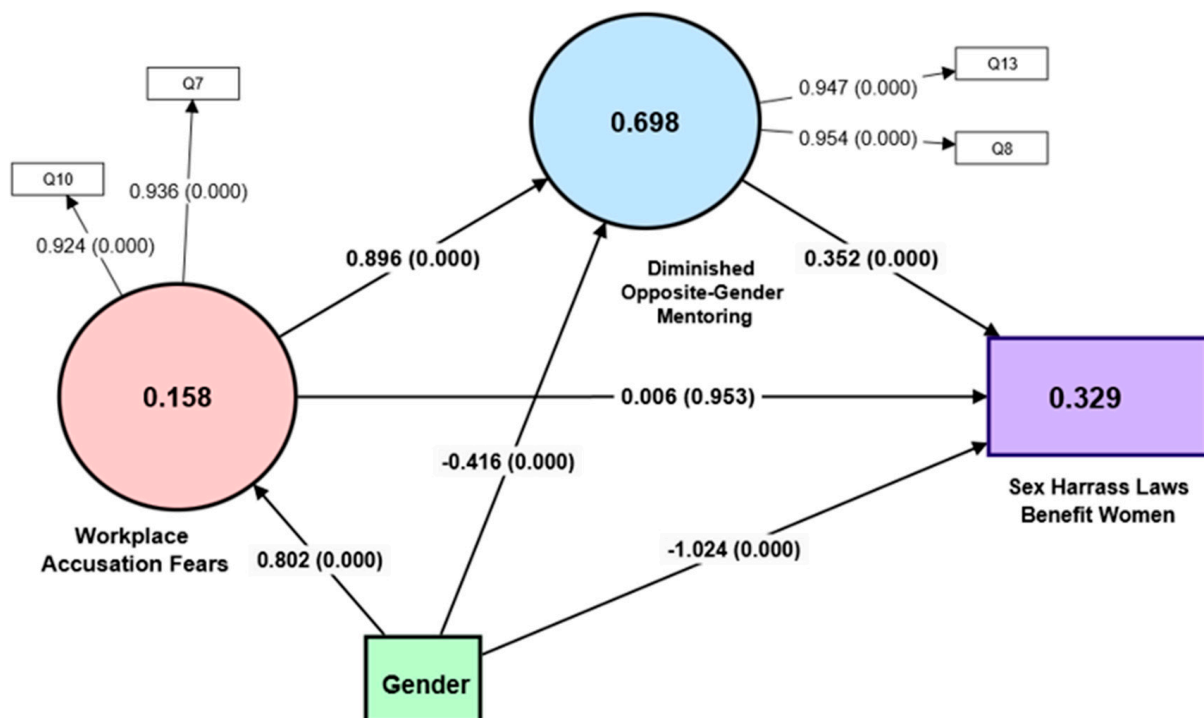 Q7
Q13
0.947 (0.000)
0.698
0.954 (0.000)
Q8
Q10
0.936 (0.000)
0.924 (0.000)
0.896 (0.000)
0.352 (0.000)
Diminished
Opposite-Gender
Mentoring
0.158
0.006 (0.953)
0.329
-0.416 (0.000)
Sex Harrass Laws
Benefit Women
Workplace
Accusation Fears
0.802 (0.000)
-1.024 (0.000)
Gender